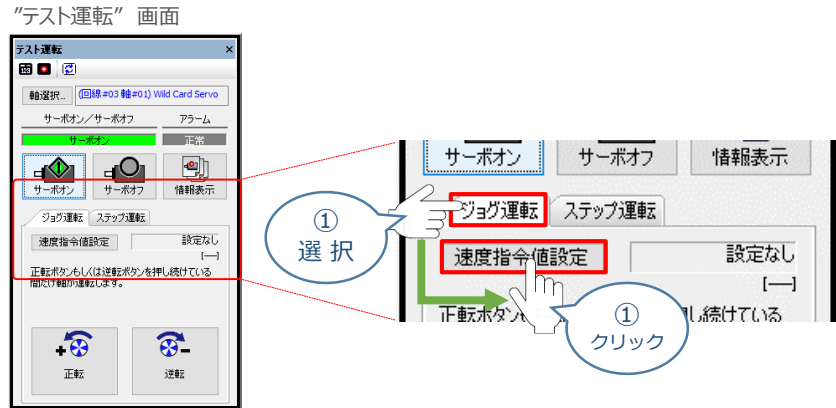 ”テスト運転” 画面
テスト運転
×
軸選択...
(回線#03 軸#01) Wild Card Servo
サーボオン／サーボオフ
アラーム
サーボオン
正常
サーボオン
サーボオフ
情報表示
ジョグ運転
ステップ運転
速度指令値設定
設定なし
[―]
正転ボタンもしくは逆転ボタンを押し続けている
間だけ軸が運転します。
正転
逆転
サーボオン
サーボオフ
情報表示
①
選 択
ジョグ運転
ステップ運転
速度指令値設定
設定なし
[―]
正転ボタンも
し続けている
①
クリック